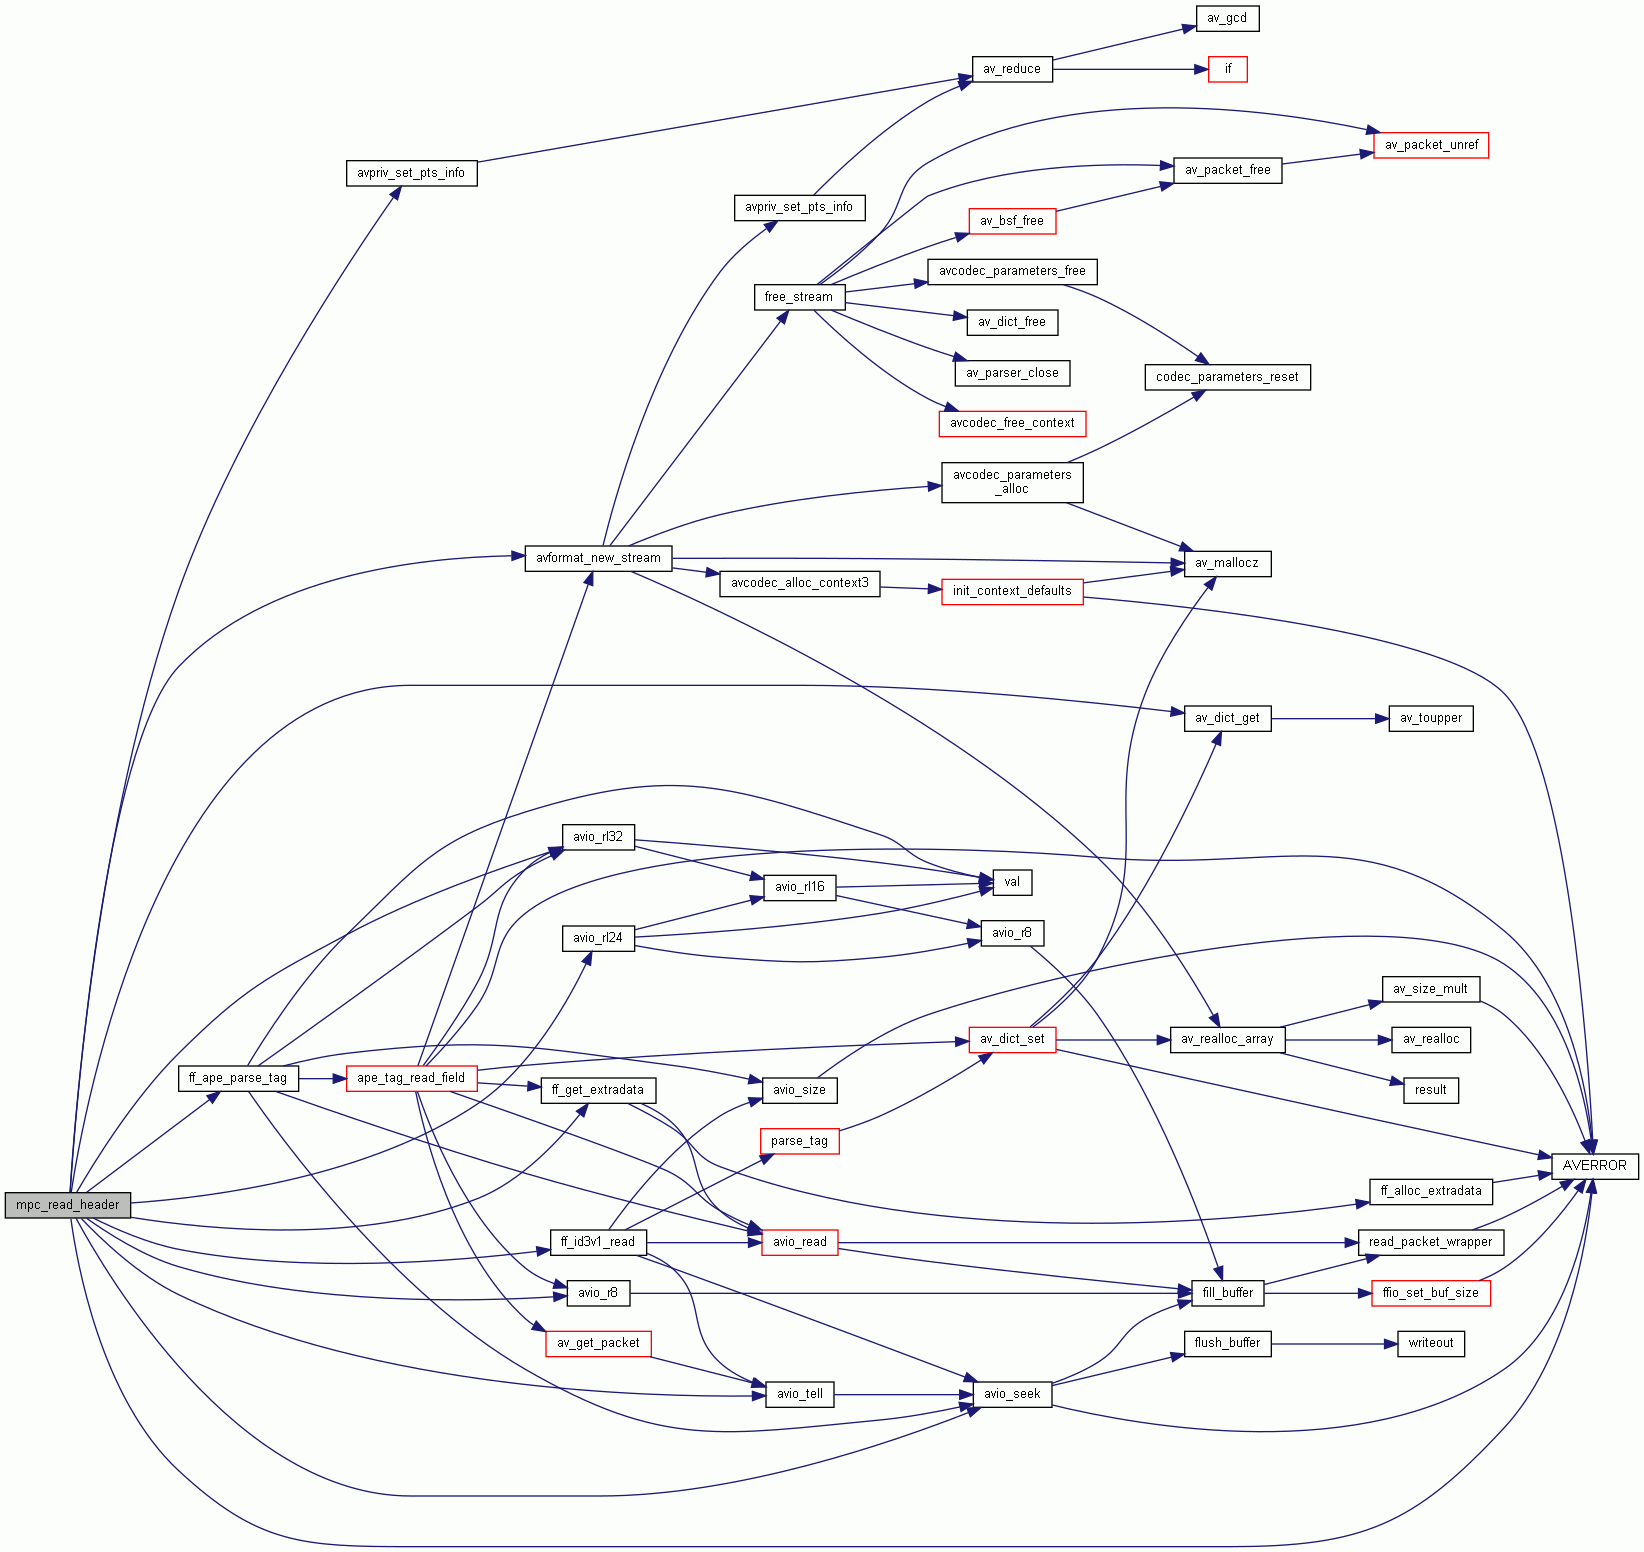 av_gcd
av_reduce
if
av_packet_unref
avpriv_set_pts_info
av_packet_free
avpriv_set_pts_info
av_bsf_free
avcodec_parameters_free
free_stream
av_dict_free
av_parser_close
codec_parameters_reset
avcodec_free_context
avcodec_parameters
_alloc
avformat_new_stream
av_mallocz
avcodec_alloc_context3
init_context_defaults
av_dict_get
av_toupper
avio_rl32
avio_rl16
val
avio_rl24
avio_r8
av_size_mult
av_dict_set
av_realloc_array
av_realloc
ff_ape_parse_tag
ape_tag_read_field
ff_get_extradata
avio_size
result
parse_tag
AVERROR
ff_alloc_extradata
mpc_read_header
ff_id3v1_read
avio_read
read_packet_wrapper
avio_r8
fill_buffer
ffio_set_buf_size
av_get_packet
flush_buffer
writeout
avio_tell
avio_seek